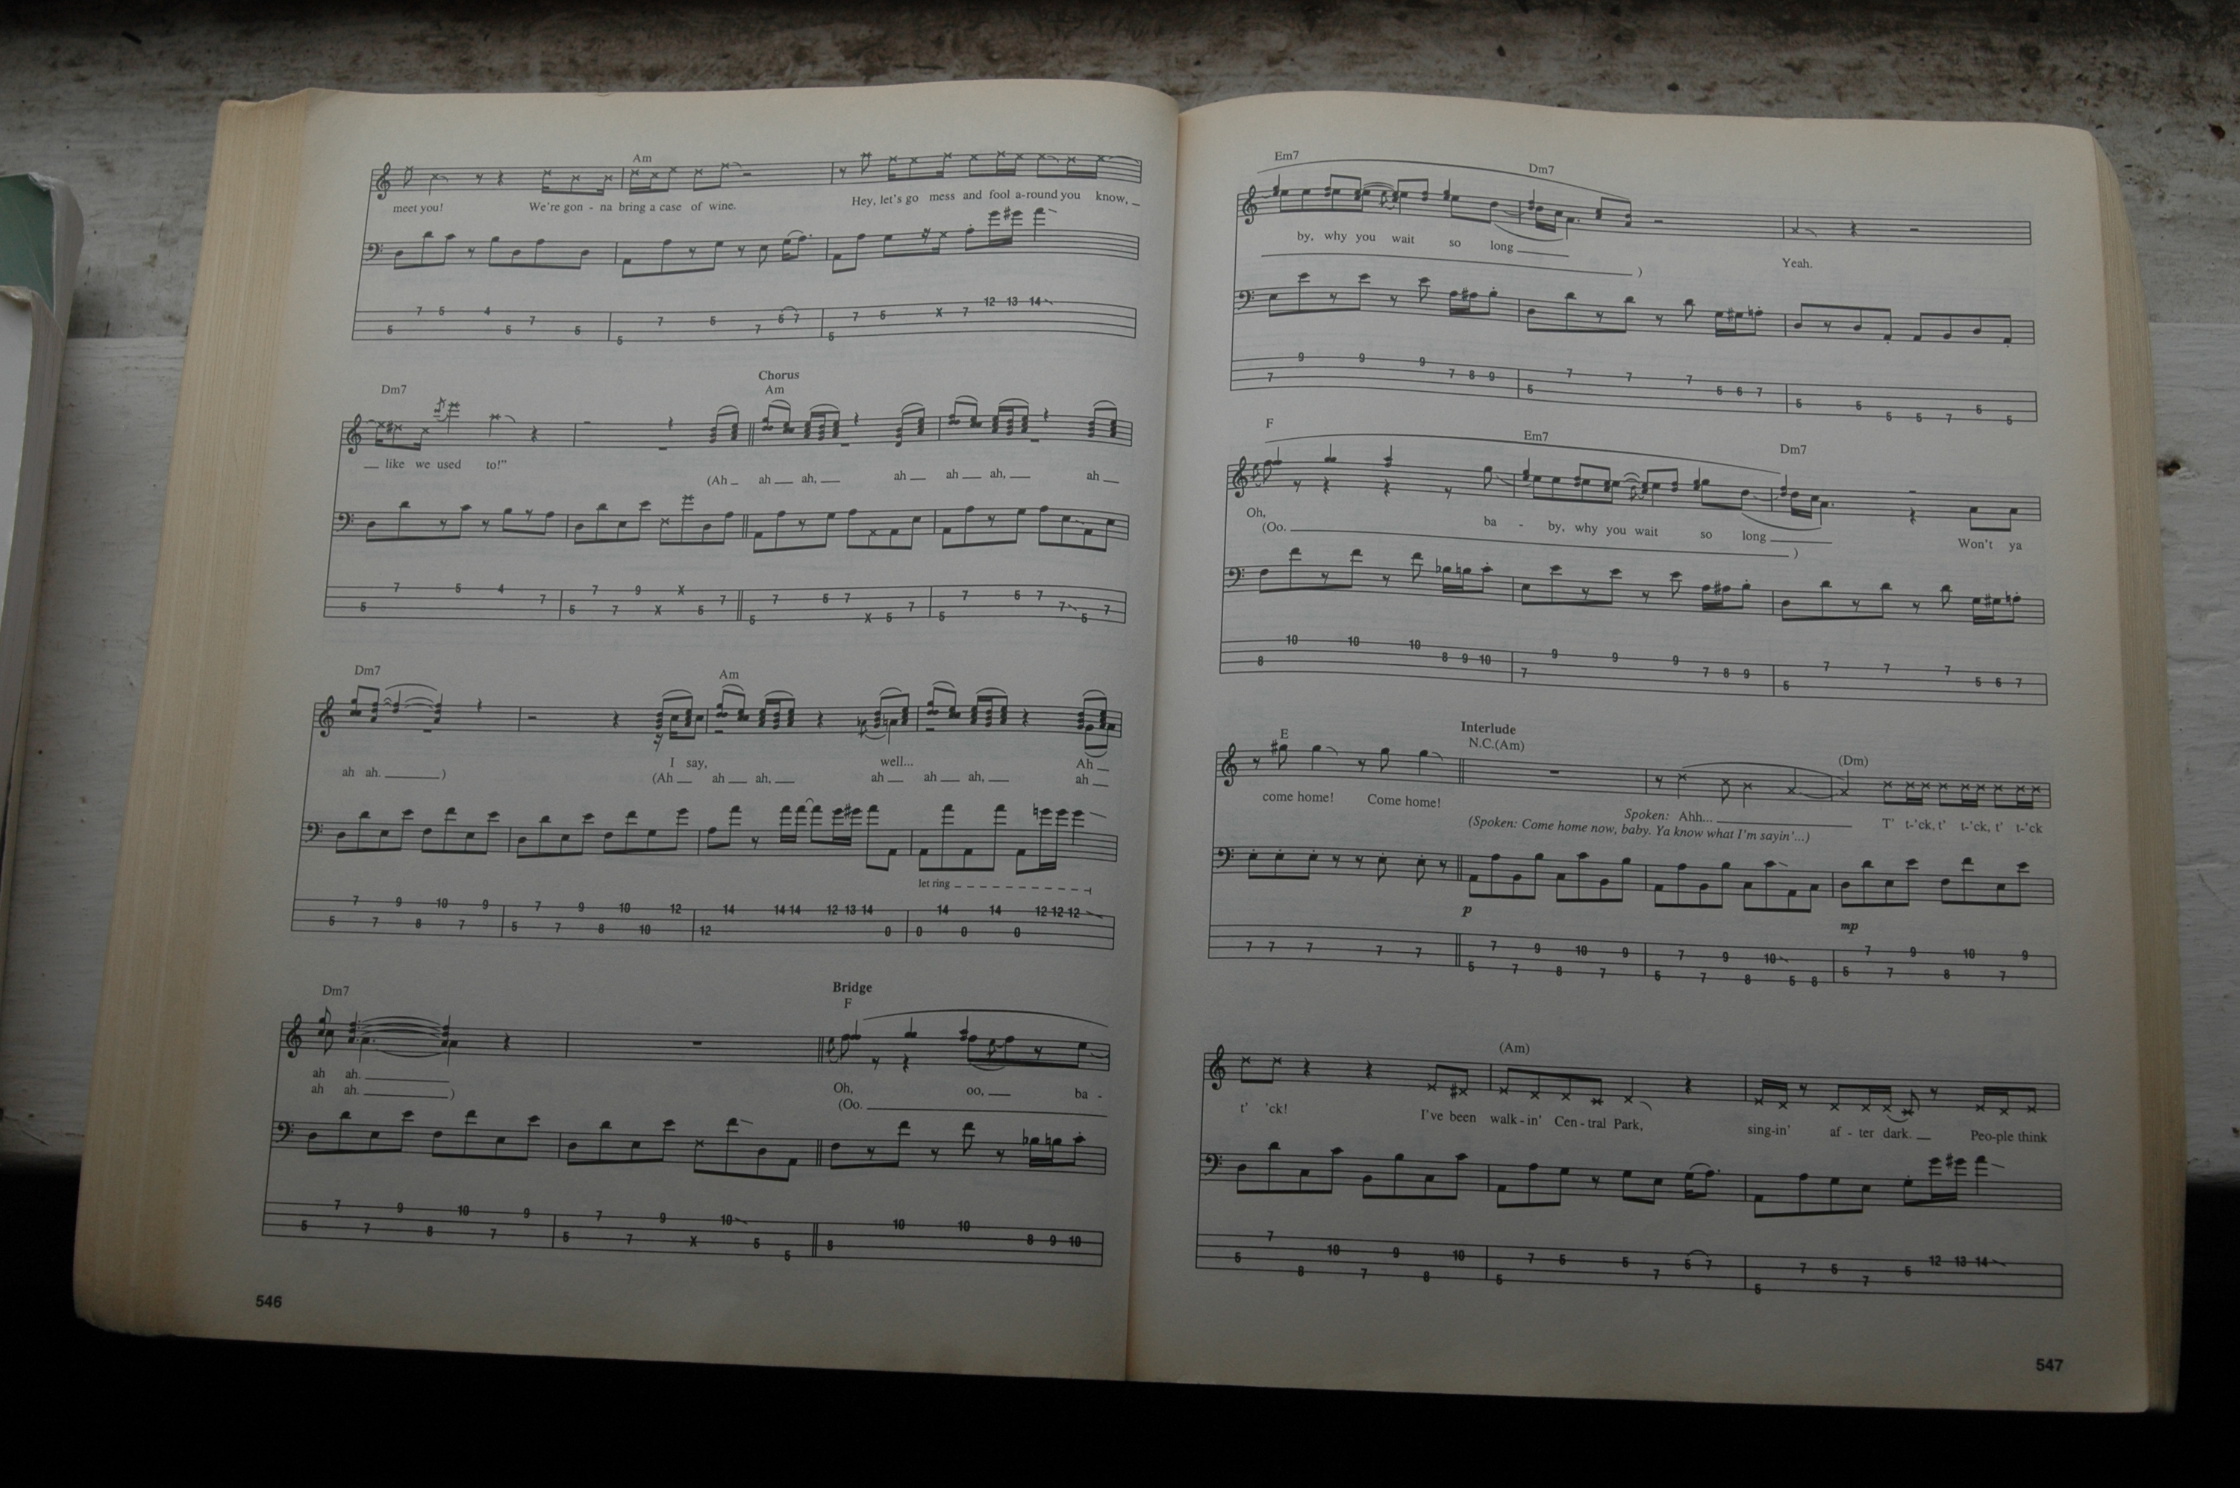 Am
meet you! We're gon - na bring a case of wine. Hey, let's go mess and fool a-round you know,
7 5 4 7 7 6 6 7 7 6 x 7 12 13 14
5 5 5 7
5 5
Dm7 Chorus
Am
like we used to!"
(Ah ah ah, ah ah ah, ah
7 5 4 7 7 9 x 7 7 6 7 7 6 7 7 7
5 5 7 x 5
5 x 5 5 5
Dm7 Am
I say, well... Ah
ah ah. ) (Ah ah ah, ah ah ah, ah
let ring
7 9 10 9 7 9 10 12 14 14 14 12 13 14 14 14 12 12 12
5 7 8 7 5 7 8 10 12 0 0 0 0
Dm7 Bridge
F
ah ah. Oh, oo, ba -
ah ah. ) (Oo.
7 9 10 9 7 9 10 10 10
5 7 8 7 5 7 x 5 5 8 8 9 10
546
Em7 Dm7
by, why you wait so long Yeah.
)
9 9 9 7 7 7
7 7 8 9 5 5 6 7 5 5 5 5 7 5 5
F Em7 Dm7
Oh, ba - by, why you wait so long Won't ya
(Oo. )
10 10 10 9 9 9 7 7 7
8 8 9 10 7 7 8 9 5 5 6 7
E Interlude
N.C.(Am) (Dm)
come home! Come home! Spoken: Ahh... T' t-'ck, t' t-'ck, t' t-'ck
(Spoken: Come home now, baby. Ya know what I'm sayin'...)
p mp
7 7 7 7 7 7 9 10 9 7 9 10 7 9 10 9
5 7 8 7 5 7 8 5 8 5 7 8 7
(Am)
t' 'ck! I've been walk-in' Cen-tral Park, sing-in' af - ter dark. Peo-ple think
7 10 9 10 7 5 5 5 7 7 5 5 12 13 14
5 8 7 8 5 7 5 7
547